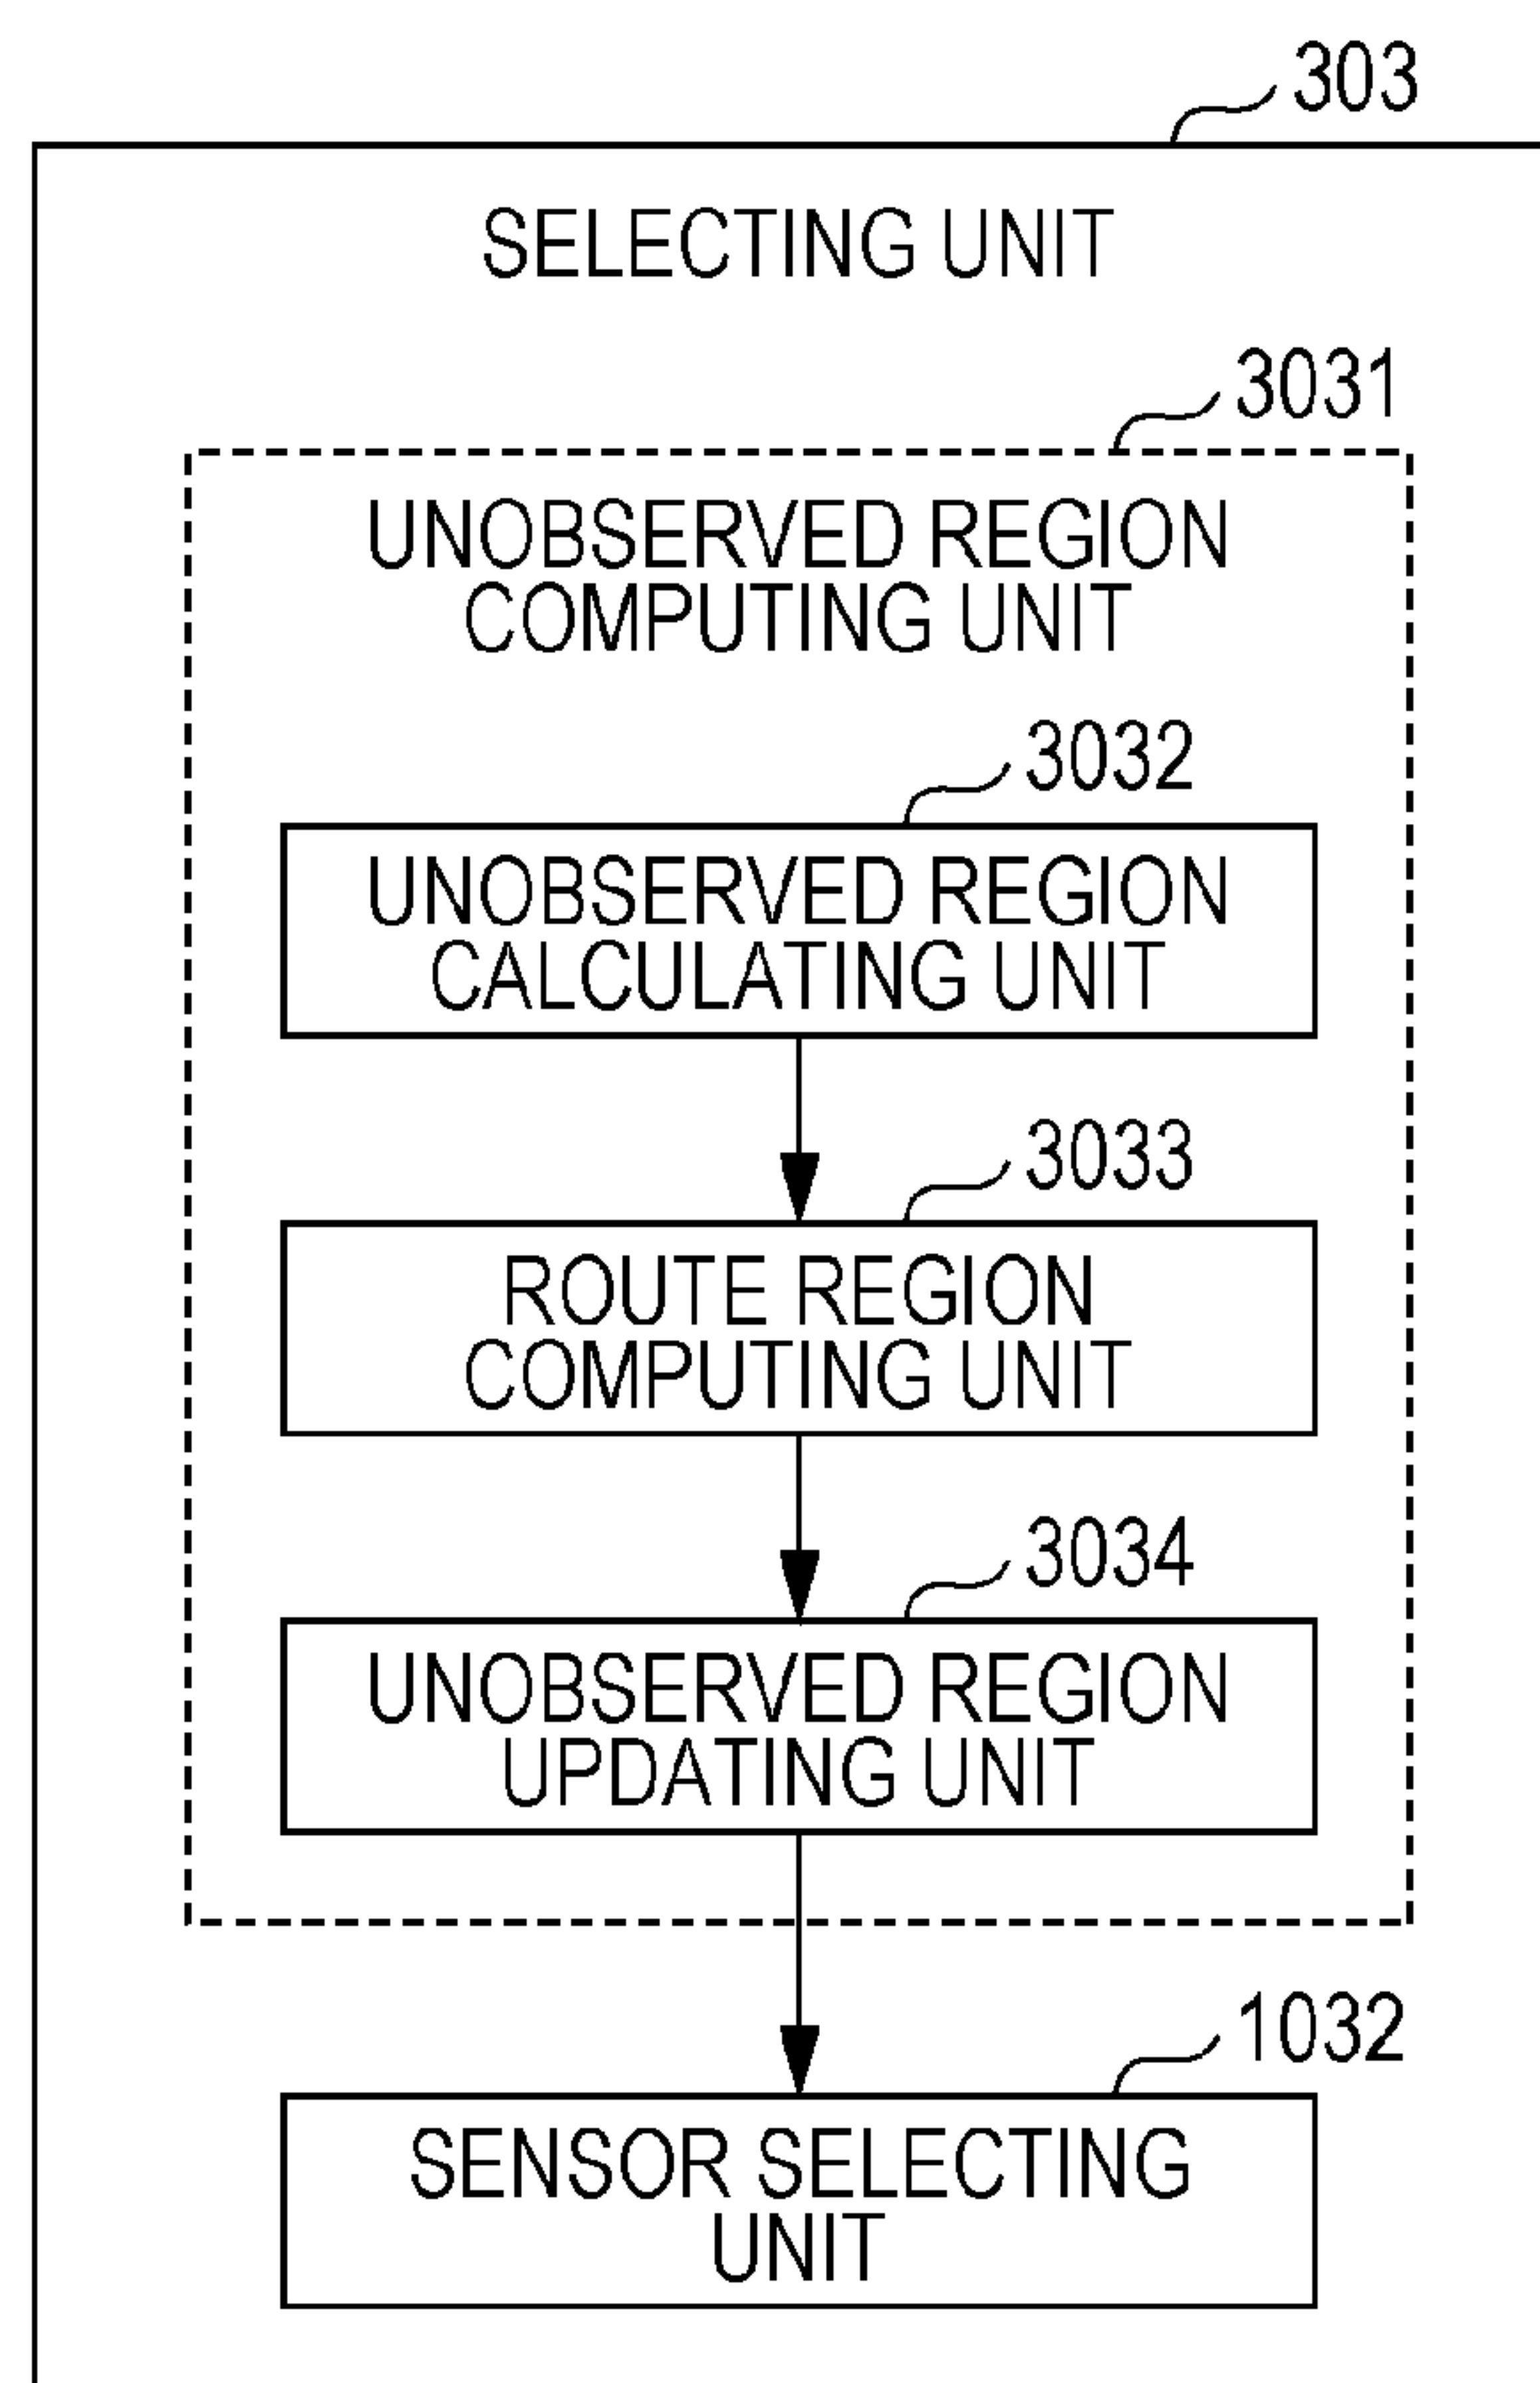 303
SELECTING UNIT
3031
UNOBSERVED REGION
COMPUTING UNIT
3032
UNOBSERVED REGION
CALCULATING UNIT
3033
ROUTE REGION
COMPUTING UNIT
3034
UNOBSERVED REGION
UPDATING UNIT
1032
SENSOR SELECTING
UNIT